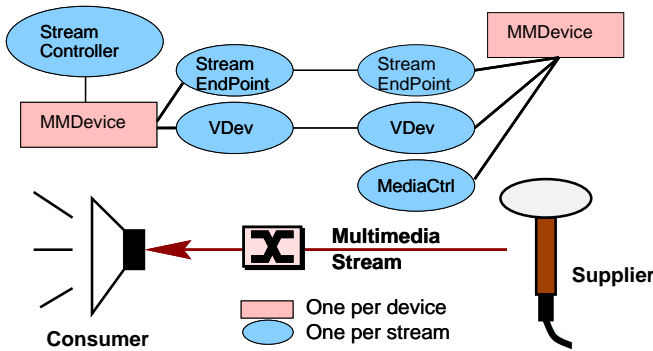 Stream
Controller
MMDevice
Stream
EndPoint
Stream
EndPoint
MMDevice
VDev
VDev
MediaCtrl
Multimedia
Stream
Supplier
Consumer
One per device
One per stream